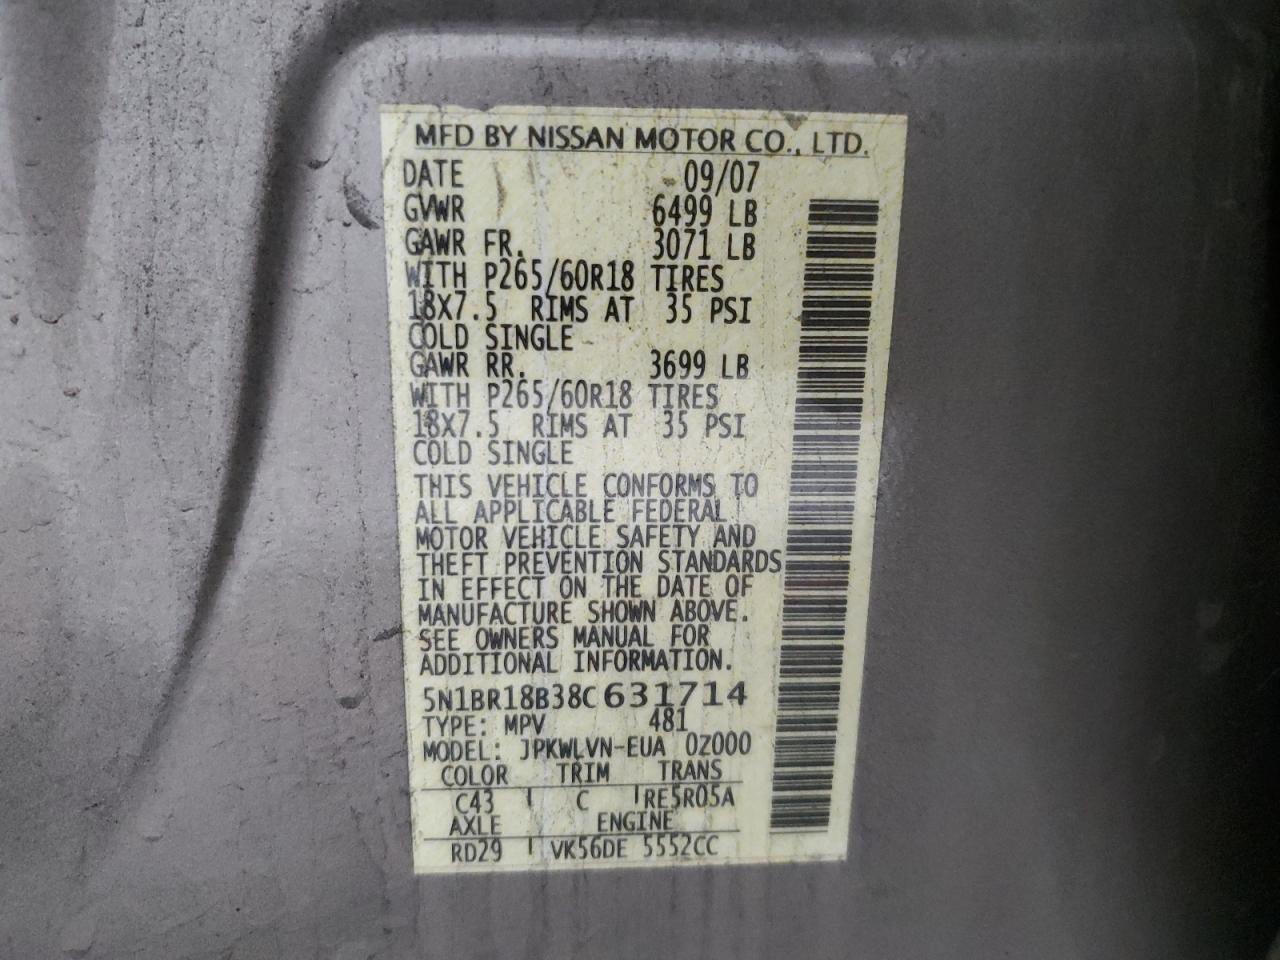 MFD BY NISSAN MOTOR CO., LTD.
DATE 09/07
GVWR 6499 LB
GAWR FR. 3071 LB
WITH P265/60R18 TIRES
18X7.5 RIMS AT 35 PSI
COLD SINGLE
GAWR RR. 3699 LB
WITH P265/60R18 TIRES
18X7.5 RIMS AT 35 PSI
COLD SINGLE
THIS VEHICLE CONFORMS TO
ALL APPLICABLE FEDERAL
MOTOR VEHICLE SAFETY AND
THEFT PREVENTION STANDARDS
IN EFFECT ON THE DATE OF
MANUFACTURE SHOWN ABOVE.
SEE OWNERS MANUAL FOR
ADDITIONAL INFORMATION.
5N1BR18B38C631714
TYPE: MPV 481
MODEL: JPKWLVN-EUA 0Z000
COLOR TRIM TRANS
C43 C RE5R05A
AXLE ENGINE
RD29 VK56DE 5552CC